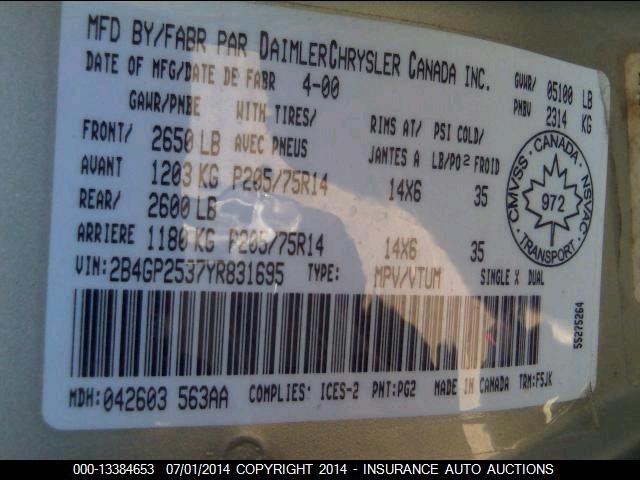 MFD BY/FABR PAR DAIMLERCHRYSLER CANADA INC.
DATE OF MFG/DATE DE FABR 4-00
GVWR/ 05100 LB
PNBV 2314 KG
GAWR/PNBE WITH TIRES/ RIMS AT/ PSI COLD/
FRONT/ 2650 LB AVEC PNEUS JANTES A LB/PO² FROID
AVANT 1203 KG P205/75R14 14X6 35
REAR/ 2600 LB
ARRIERE 1180 KG P205/75R14 14X6 35
CMVSS · CANADA · NSVAC
972
TRANSPORT
VIN: 2B4GP2537YR831695 TYPE: MPV/VTUM SINGLE X DUAL
55275264
MDH: 042603 563AA COMPLIES: ICES-2 PNT: PG2 MADE IN CANADA TRM: F5JK
000-13384653 07/01/2014 COPYRIGHT 2014 - INSURANCE AUTO AUCTIONS